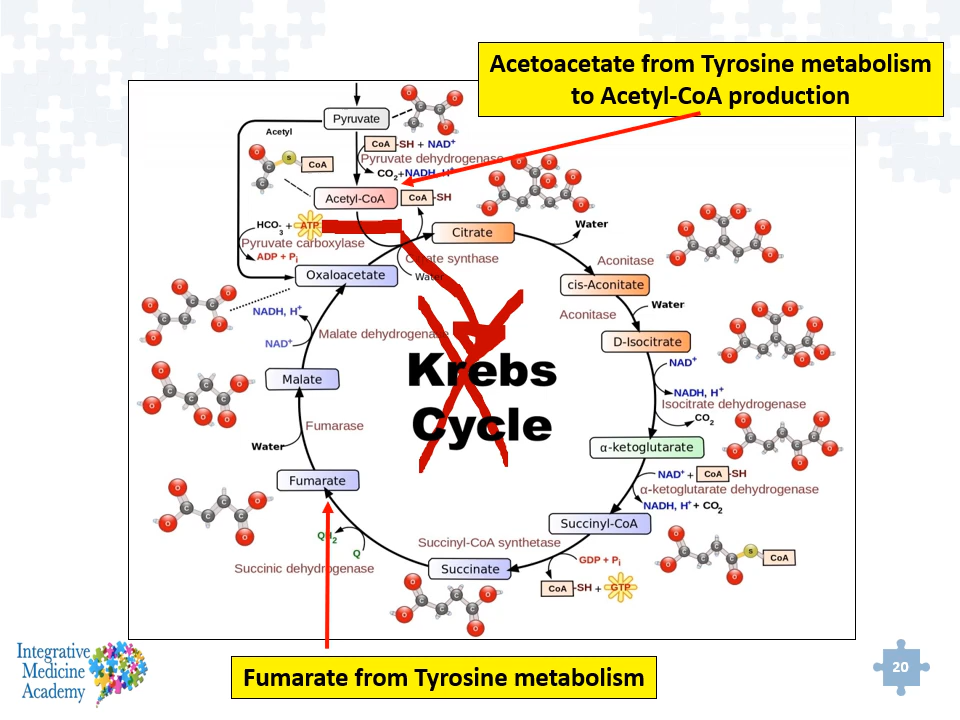 Acetoacetate from Tyrosine metabolism
to Acetyl-CoA production
Pyruvate
Acetyl
CoA-SH + NAD⁺
Pyruvate dehydrogenase
CO₂+NADH, H⁺
S
CoA
Acetyl-CoA
CoA-SH
HCO₃⁻ + ATP
Pyruvate carboxylase
ADP + Pᵢ
Citrate
Water
synthase
Water
Oxaloacetate
Aconitase
cis-Aconitate
Aconitase
Water
D-Isocitrate
NADH, H⁺
NAD⁺
Malate dehydrogenase
NAD⁺
NADH, H⁺
Isocitrate dehydrogenase
CO₂
Krebs
Cycle
Malate
Fumarase
Water
α-ketoglutarate
NAD⁺ + CoA-SH
α-ketoglutarate dehydrogenase
NADH, H⁺ + CO₂
Fumarate
Succinyl-CoA
QH₂
Q
Succinic dehydrogenase
Succinyl-CoA synthetase
GDP + Pᵢ
Succinate
CoA-SH + GTP
S
CoA
Integrative
Medicine
Academy
Fumarate from Tyrosine metabolism
20